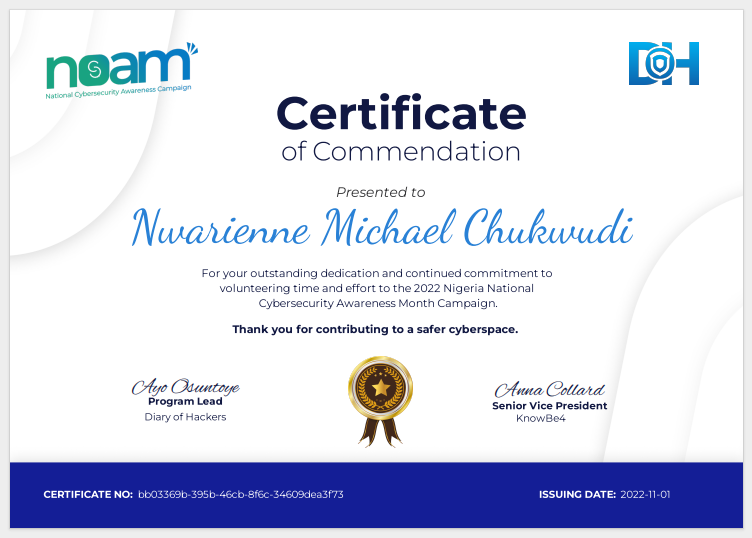 noam
National Cybersecurity Awareness Campaign
DH
Certificate
of Commendation
Presented to
Nwarienne Michael Chukwudi
For your outstanding dedication and continued commitment to
volunteering time and effort to the 2022 Nigeria National
Cybersecurity Awareness Month Campaign.
Thank you for contributing to a safer cyberspace.
Ayo Osuntoye
Program Lead
Diary of Hackers
Anna Collard
Senior Vice President
KnowBe4
CERTIFICATE NO: bb03369b-395b-46cb-8f6c-34609dea3f73
ISSUING DATE: 2022-11-01